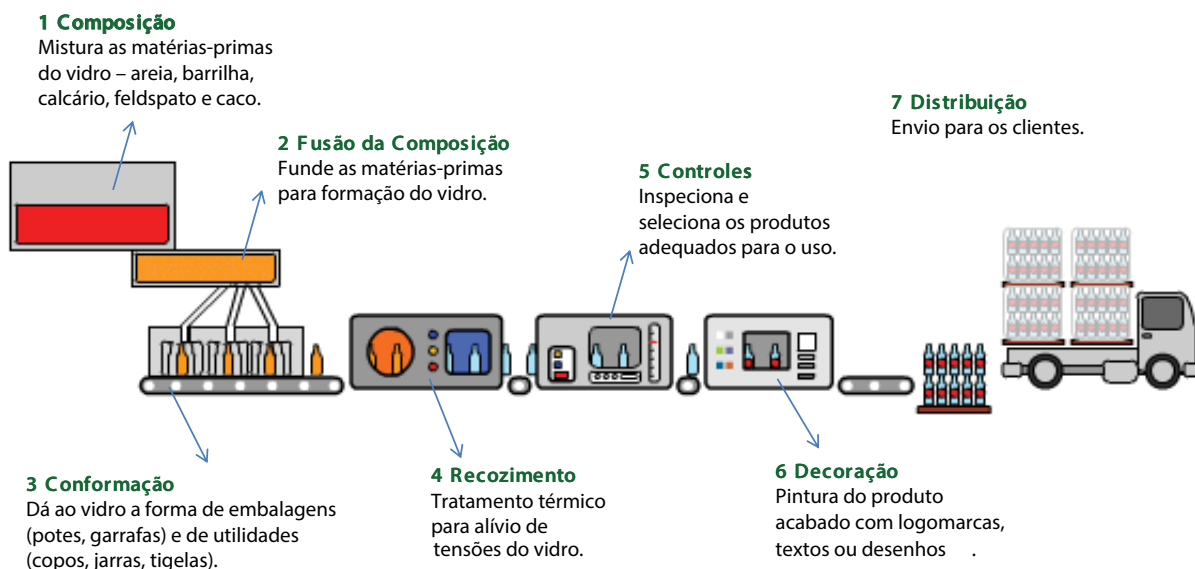 1 Composição
Mistura as matérias-primas
do vidro – areia, barrilha,
calcário, feldspato e caco.
2 Fusão da Composição
Funde as matérias-primas
para formação do vidro.
3 Conformação
Dá ao vidro a forma de embalagens
(potes, garrafas) e de utilidades
(copos, jarras, tigelas).
4 Recozimento
Tratamento térmico
para alívio de
tensões do vidro.
5 Controles
Inspeciona e
seleciona os produtos
adequados para o uso.
6 Decoração
Pintura do produto
acabado com logomarcas,
textos ou desenhos .
7 Distribuição
Envio para os clientes.